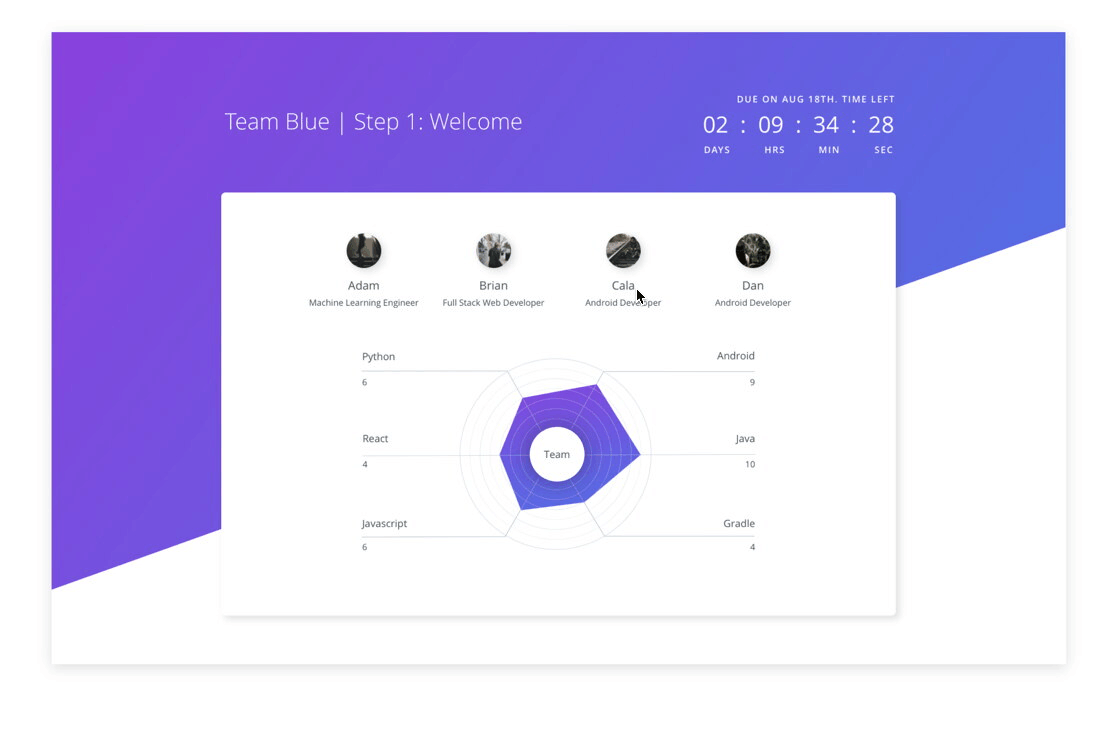 DUE ON AUG 18TH. TIME LEFT
Team Blue | Step 1: Welcome
02 : 09 : 34 : 28
DAYS HRS MIN SEC
Adam Brian Cala Dan
Machine Learning Engineer Full Stack Web Developer Android Developer Android Developer
Python Android
6 9
React Java
Team
4 10
Javascript Gradle
6 4